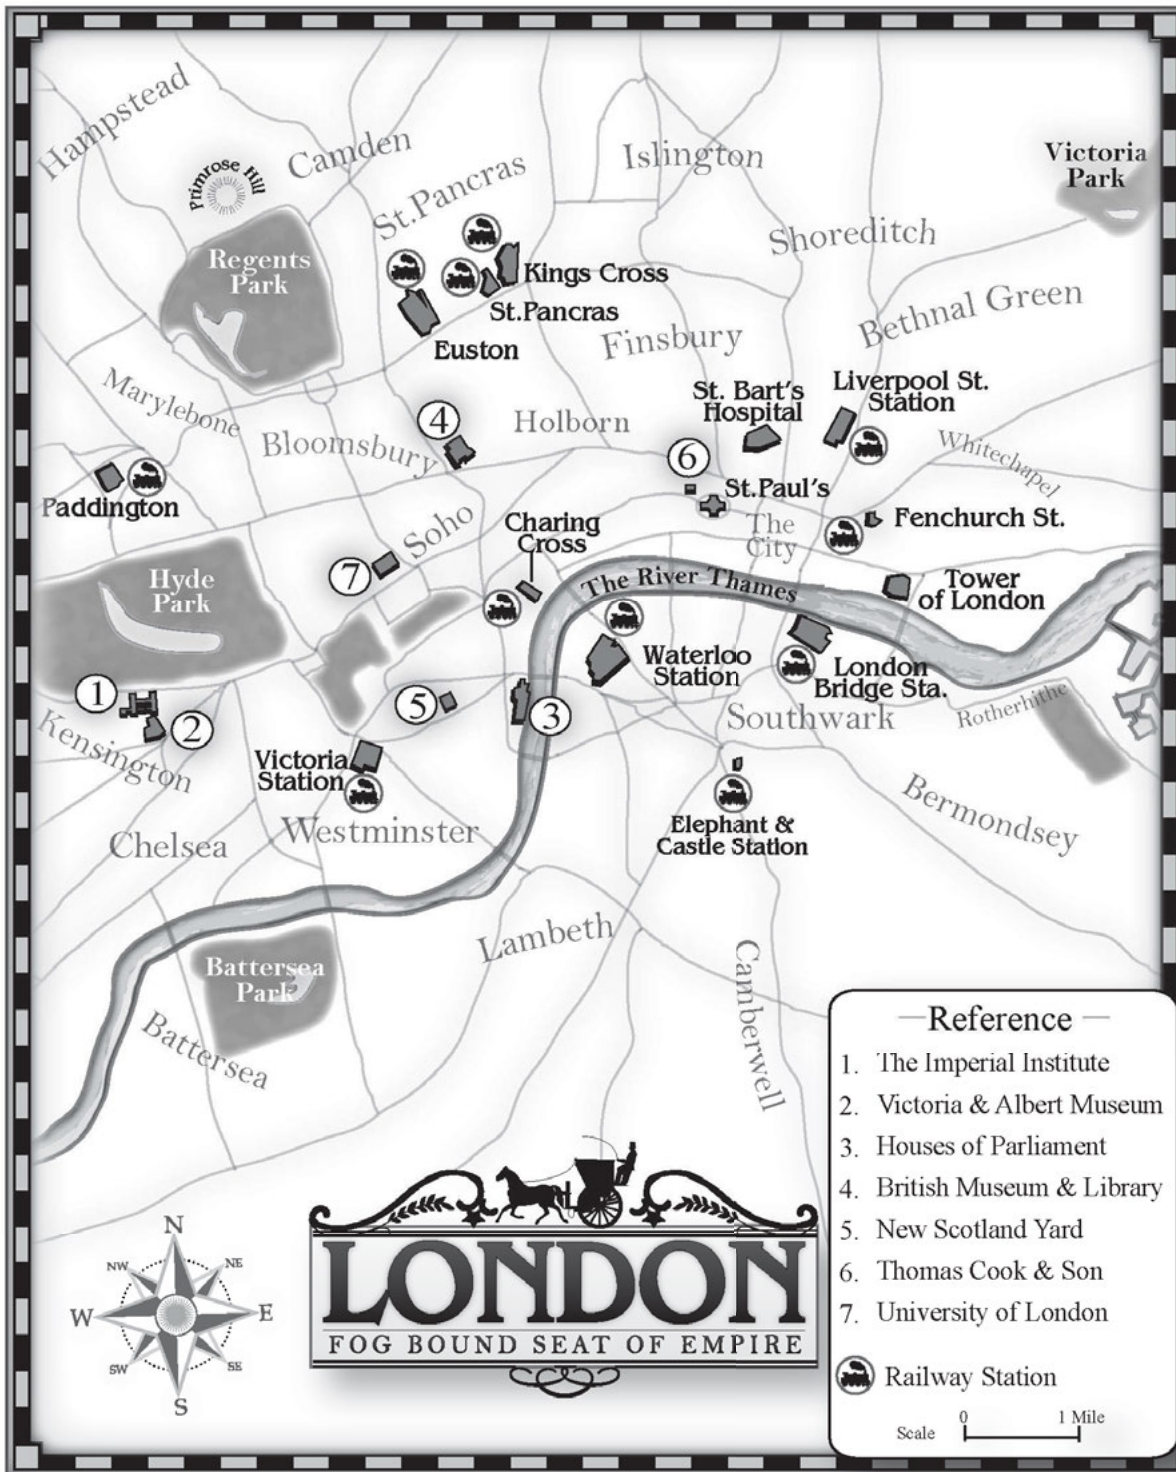 Hampstead
Primrose Hill
Camden
St.Pancras
Islington
Victoria
Park
Regents
Park
Shoreditch
Kings Cross
St.Pancras
Euston
Finsbury
Bethnal Green
Marylebone
Bloomsbury
4
Holborn
St. Bart's
Hospital
Liverpool St.
Station
Whitechapel
6
St.Paul's
Paddington
Soho
Charing
Cross
The
City
Fenchurch St.
7
Hyde
Park
The River Thames
Tower
of London
Waterloo
Station
London
Bridge Sta.
1
2
Kensington
5
3
Southwark
Rotherhithe
Victoria
Station
Elephant &
Castle Station
Bermondsey
Chelsea
Westminster
Lambeth
Camberwell
Battersea
Park
Battersea
Reference
1. The Imperial Institute
2. Victoria & Albert Museum
3. Houses of Parliament
4. British Museum & Library
5. New Scotland Yard
6. Thomas Cook & Son
7. University of London
Railway Station
Scale 0 1 Mile
N
NW NE
W E
SW SE
S
LONDON
FOG BOUND SEAT OF EMPIRE